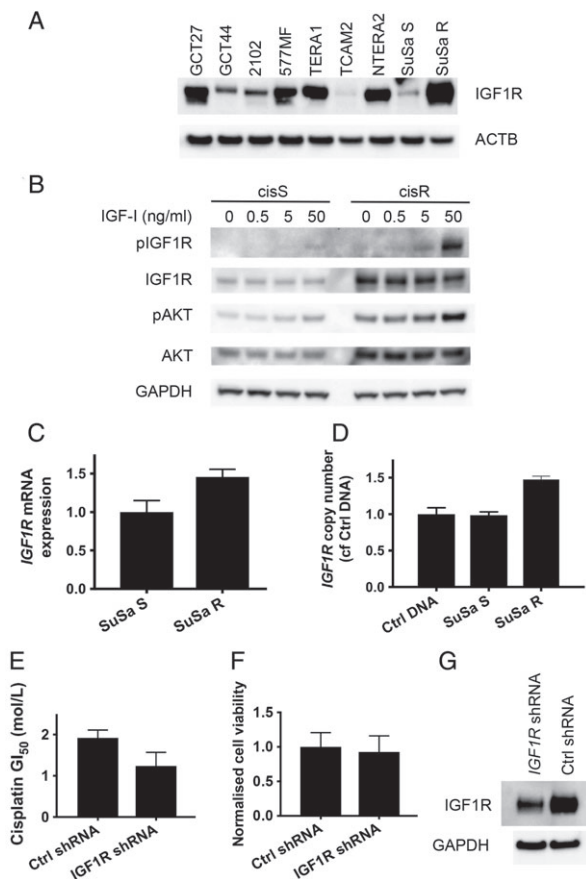 A
GCT27 GCT44 2102 577MF TERA1 TCAM2 NTERA2 SuSa S SuSa R
IGF1R
ACTB
B
cisS cisR
IGF-I (ng/ml) 0 0.5 5 50 0 0.5 5 50
pIGF1R
IGF1R
pAKT
AKT
GAPDH
C
IGF1R mRNA
expression
1.5
1.0
0.5
0.0
SuSa S SuSa R
D
IGF1R copy number
(cf Ctrl DNA)
1.5
1.0
0.5
0.0
Ctrl DNA SuSa S SuSa R
E
Cisplatin GI50 (mol/L)
2
1
0
Ctrl shRNA IGF1R shRNA
F
Normalised cell viability
1.5
1.0
0.5
0.0
Ctrl shRNA IGF1R shRNA
G
IGF1R shRNA Ctrl shRNA
IGF1R
GAPDH